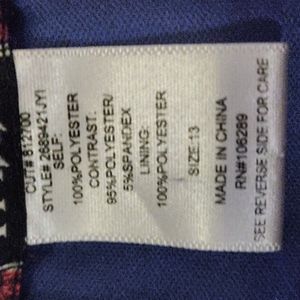 CUT# 812700
STYLE# 2689421JYI
SELF:
100%POLYESTER
CONTRAST:
95%POLYESTER/
5%SPANDEX
LINING:
100%POLYESTER
SIZE:13
MADE IN CHINA
RN#106289
SEE REVERSE SIDE FOR CARE